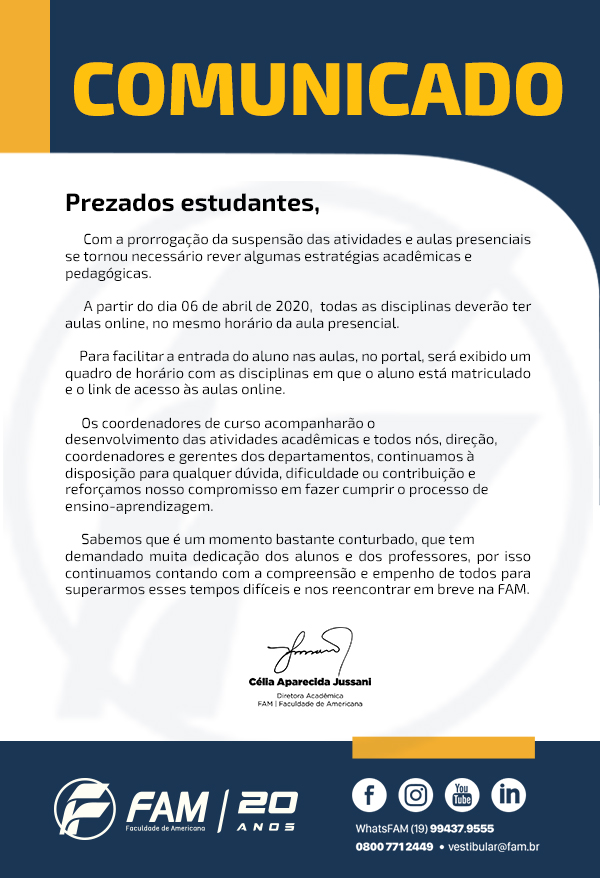 COMUNICADO
Prezados estudantes,
Com a prorrogação da suspensão das atividades e aulas presenciais
se tornou necessário rever algumas estratégias acadêmicas e
pedagógicas.
A partir do dia 06 de abril de 2020, todas as disciplinas deverão ter
aulas online, no mesmo horário da aula presencial.
Para facilitar a entrada do aluno nas aulas, no portal, será exibido um
quadro de horário com as disciplinas em que o aluno está matriculado
e o link de acesso às aulas online.
Os coordenadores de curso acompanharão o
desenvolvimento das atividades acadêmicas e todos nós, direção,
coordenadores e gerentes dos departamentos, continuamos à
disposição para qualquer dúvida, dificuldade ou contribuição e
reforçamos nosso compromisso em fazer cumprir o processo de
ensino-aprendizagem.
Sabemos que é um momento bastante conturbado, que tem
demandado muita dedicação dos alunos e dos professores, por isso
continuamos contando com a compreensão e empenho de todos para
superarmos esses tempos difíceis e nos reencontrar em breve na FAM.
Célia Aparecida Jussani
Diretora Acadêmica
FAM | Faculdade de Americana
FAM | 20
Faculdade de Americana
ANOS
f You Tube in
WhatsFAM (19) 99437.9555
0800 771 2449 • vestibular@fam.br